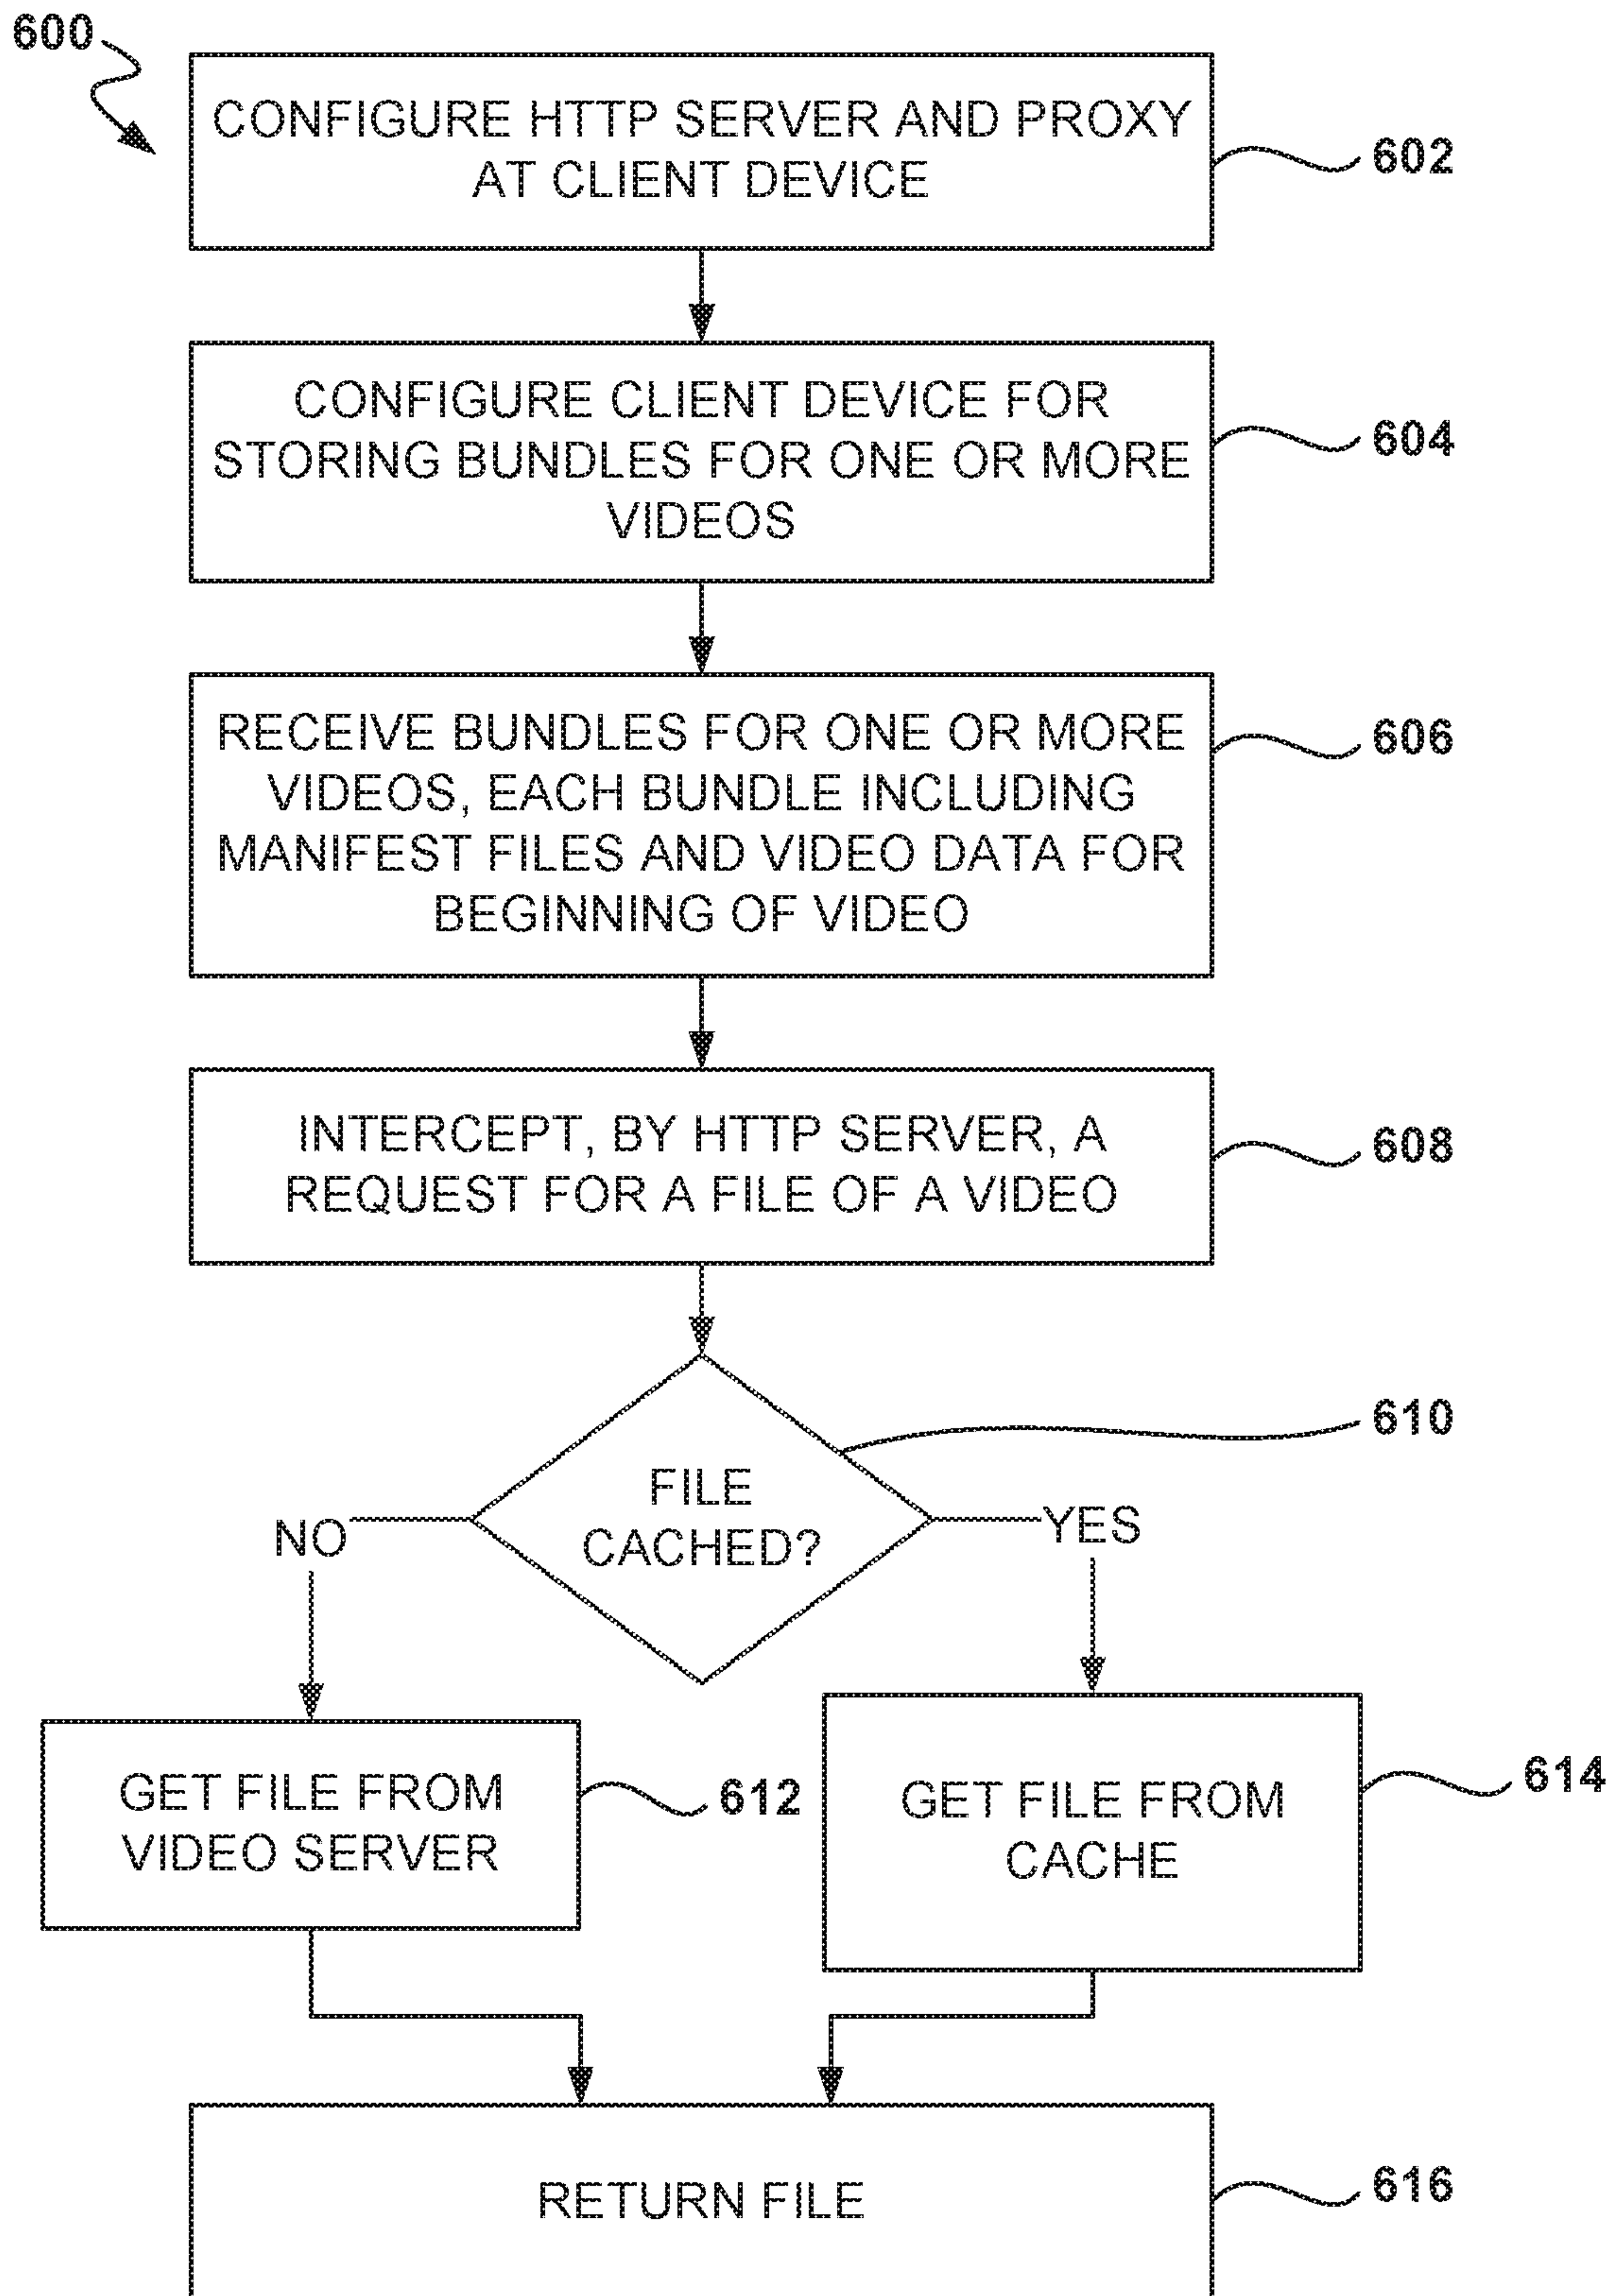 600
CONFIGURE HTTP SERVER AND PROXY
AT CLIENT DEVICE
602
CONFIGURE CLIENT DEVICE FOR
STORING BUNDLES FOR ONE OR MORE
VIDEOS
604
RECEIVE BUNDLES FOR ONE OR MORE
VIDEOS, EACH BUNDLE INCLUDING
MANIFEST FILES AND VIDEO DATA FOR
BEGINNING OF VIDEO
606
INTERCEPT, BY HTTP SERVER, A
REQUEST FOR A FILE OF A VIDEO
608
FILE
CACHED?
610
NO
YES
GET FILE FROM
VIDEO SERVER
612
GET FILE FROM
CACHE
614
RETURN FILE
616